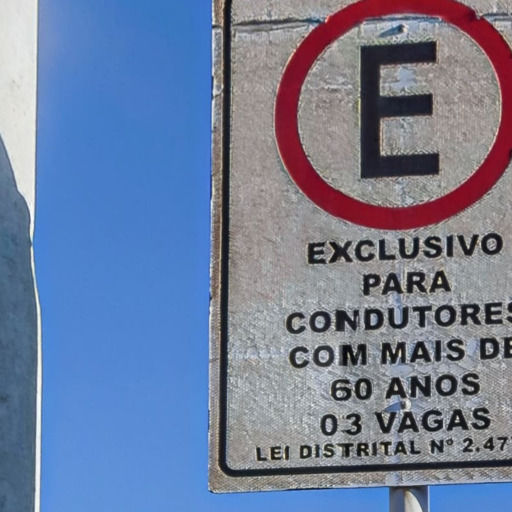 E
EXCLUSIVO
PARA
CONDUTORES
COM MAIS DE
60 ANOS
03 VAGAS
LEI DISTRITAL Nº 2.47